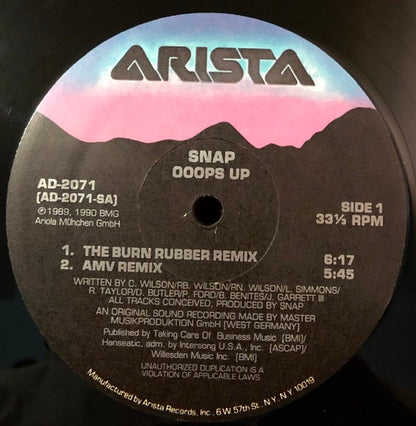 ARISTA
SNAP
OOOPS UP
AD-2071
(AD-2071-SA)
℗1989, 1990 BMG
Ariola München GmbH
SIDE 1
33⅓ RPM
1. THE BURN RUBBER REMIX 6:17
2. AMV REMIX 5:45
WRITTEN BY C. WILSON/RB. WILSON/RN. WILSON/L. SIMMONS/
R. TAYLOR/D. BUTLER/P. FORD/B. BENITES/J. GARRETT III
ALL TRACKS CONCEIVED, PRODUCED BY SNAP
AN ORIGINAL SOUND RECORDING MADE BY MASTER
MUSIKPRODUKTION GmbH (WEST GERMANY)
Published by Taking Care Of Business Music [BMI]/
Hanseatic, adm. by Intersong U.S.A., Inc. [ASCAP]/
Willesden Music Inc. [BMI]
UNAUTHORIZED DUPLICATION IS A
VIOLATION OF APPLICABLE LAWS.
Manufactured by Arista Records, Inc., 6 W 57th St., N.Y. N.Y. 10019